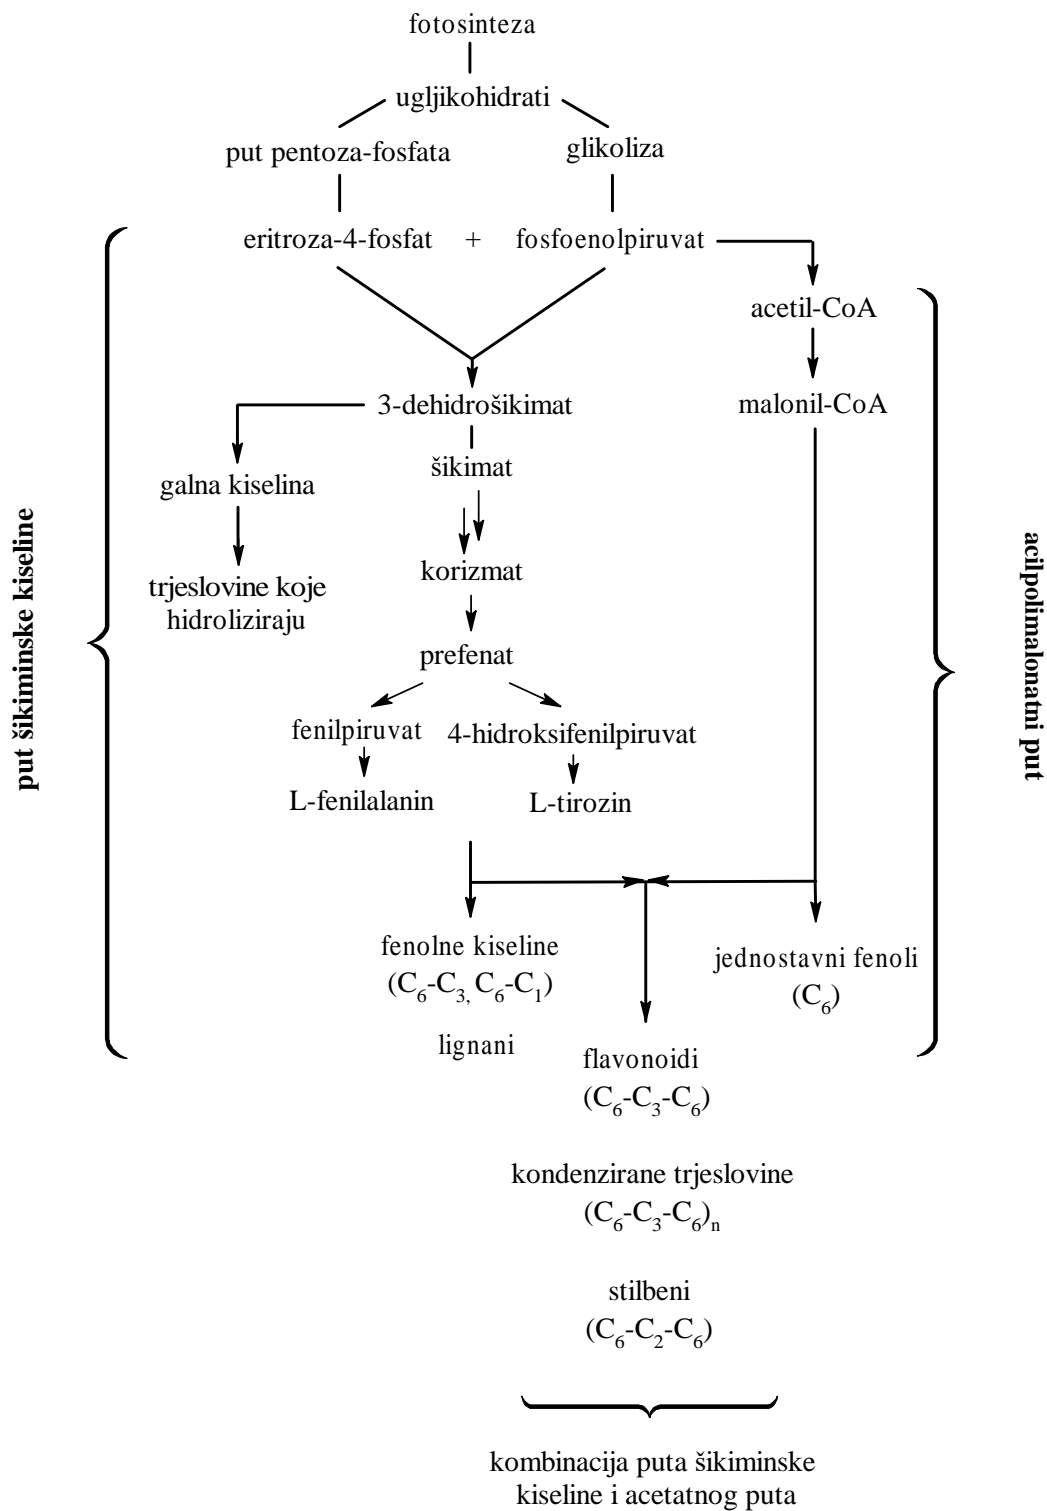 fotosinteza
ugljikohidrati
put pentoza-fosfata
glikoliza
eritroza-4-fosfat + fosfoenolpiruvat
acetil-CoA
3-dehidrošikimat
malonil-CoA
šikimat
galna kiselina
korizmat
trjeslovine koje
hidroliziraju
put šikiminske kiseline
acilpolimalonatni put
prefenat
fenilpiruvat
4-hidroksifenilpiruvat
L-fenilalanin
L-tirozin
fenolne kiseline
(C6-C3, C6-C1)
lignani
jednostavni fenoli
(C6)
flavonoidi
(C6-C3-C6)
kondenzirane trjeslovine
(C6-C3-C6)n
stilbeni
(C6-C2-C6)
kombinacija puta šikiminske
kiseline i acetatnog puta